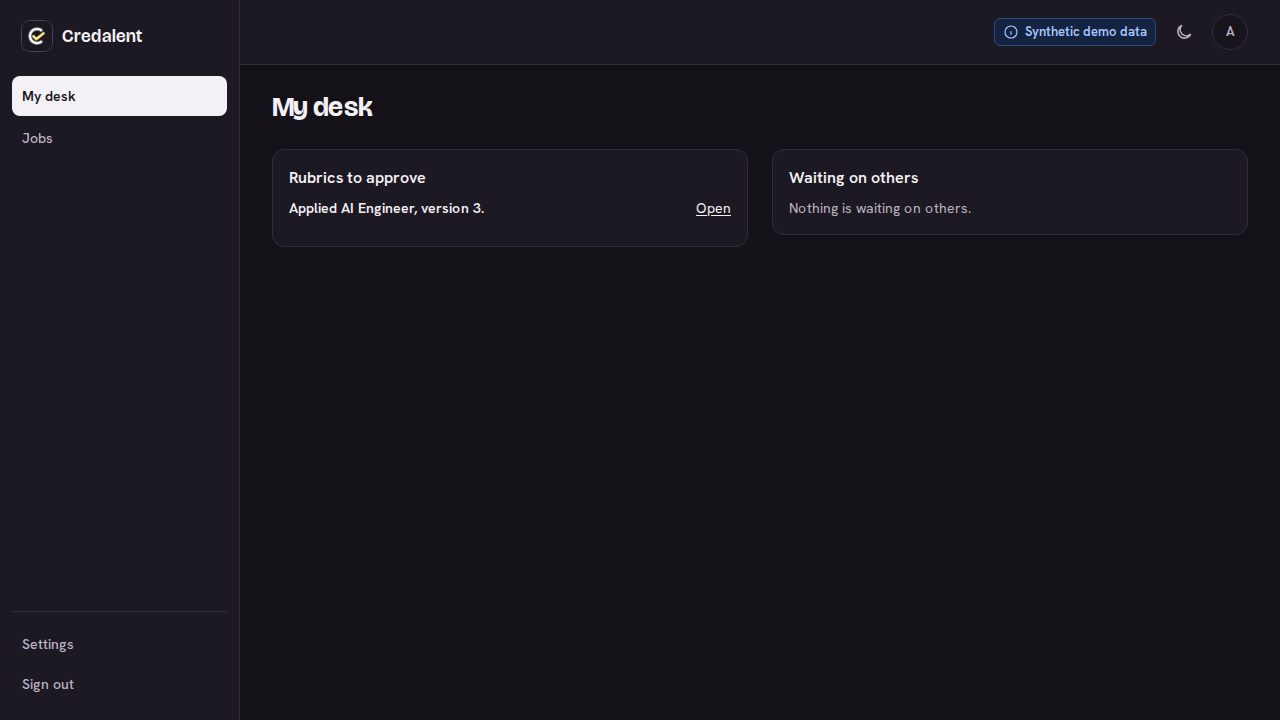 Credalent
Synthetic demo data
A
My desk
Jobs
Settings
Sign out
My desk
Rubrics to approve
Applied AI Engineer, version 3.
Open
Waiting on others
Nothing is waiting on others.